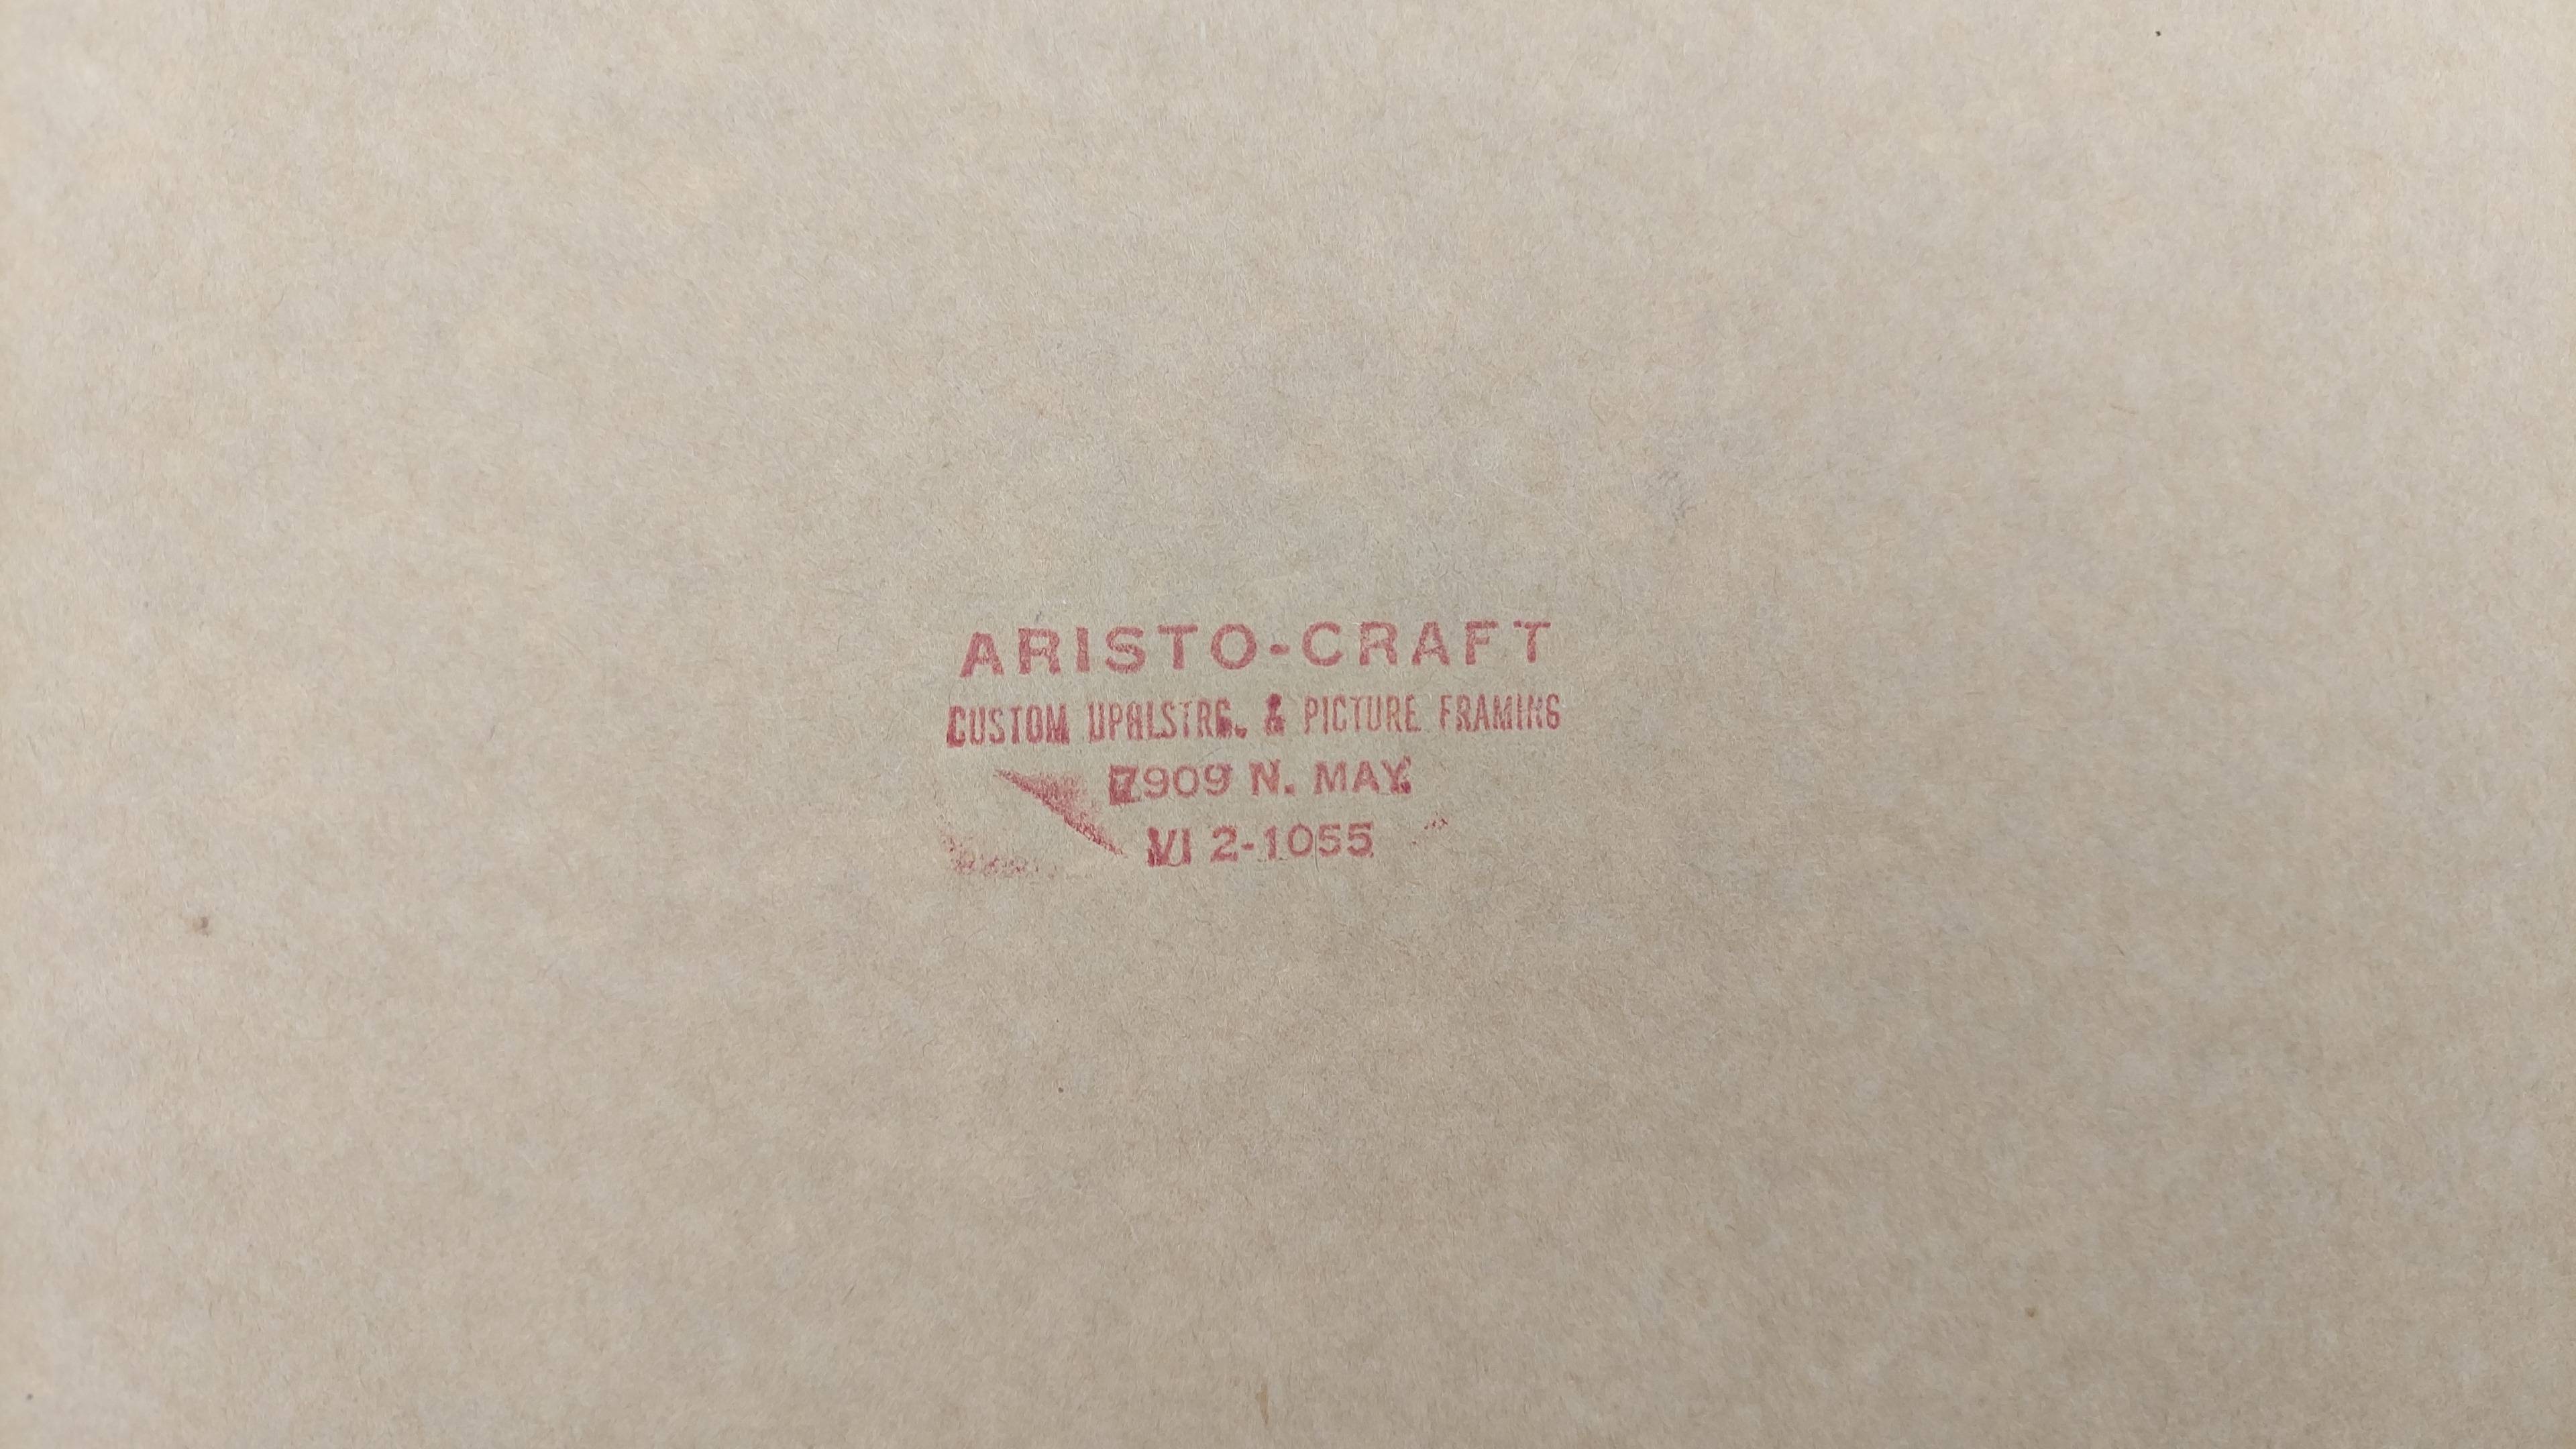 ARISTO-CRAFT
CUSTOM UPHLSTRG. & PICTURE FRAMING
7909 N. MAY.
VI 2-1055